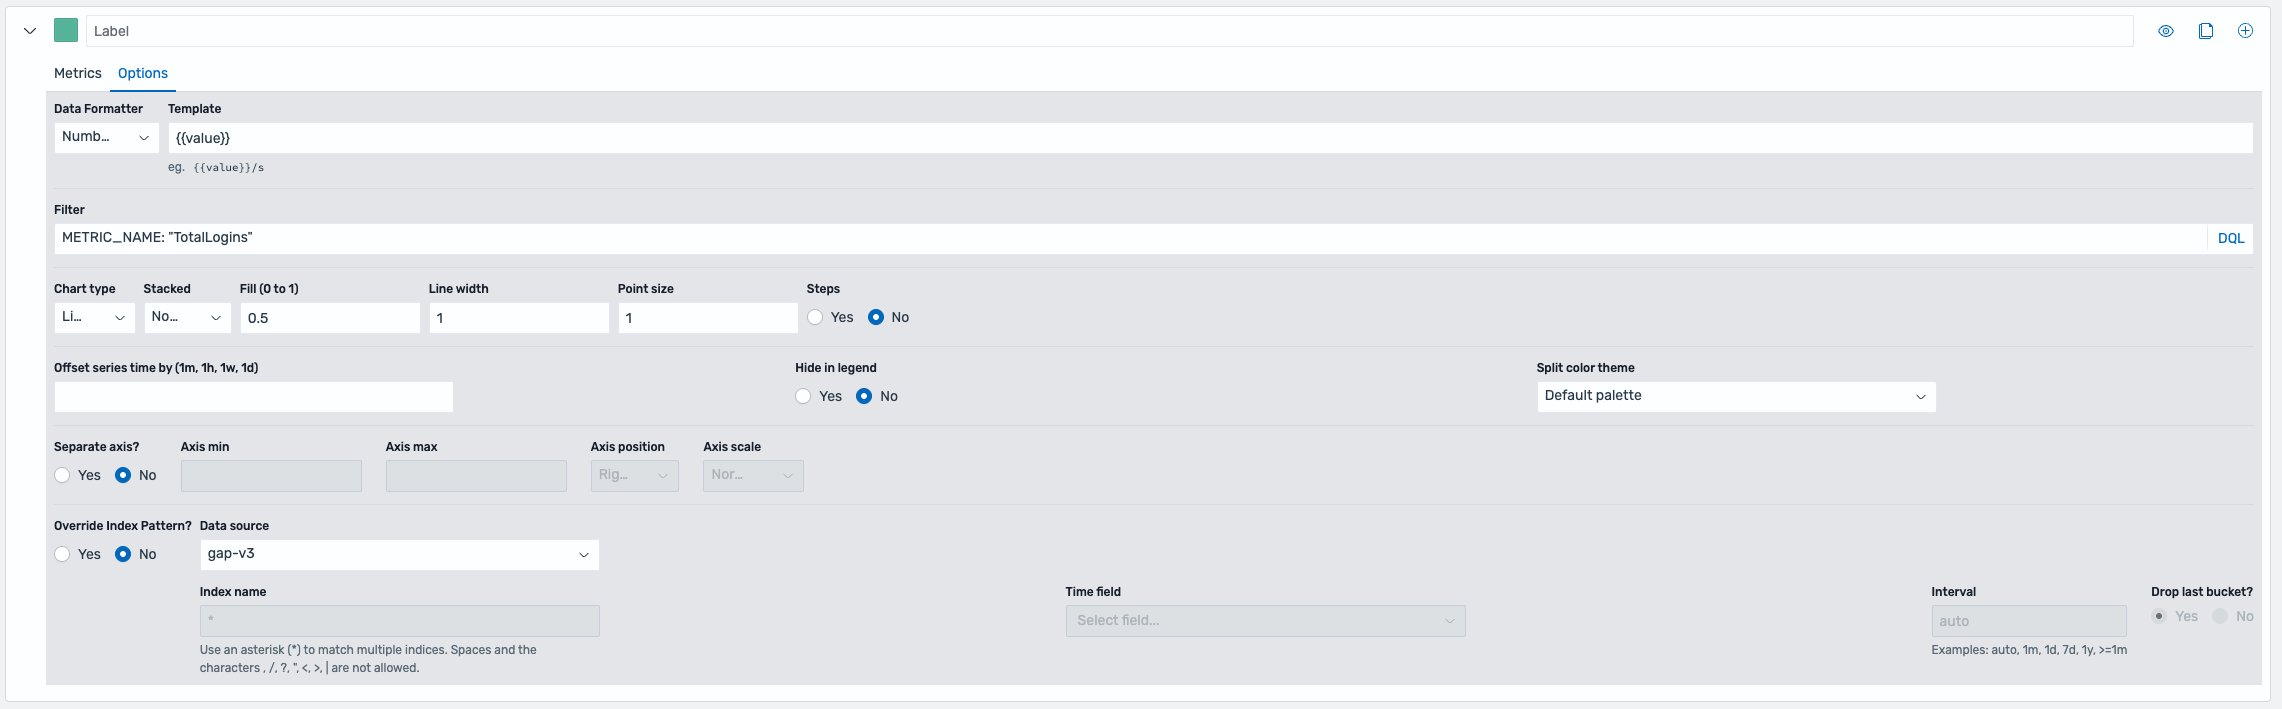 Label
Metrics Options
Data Formatter Template
Numb... {{value}}
eg. {{value}}/s
Filter
METRIC_NAME: "TotalLogins" DQL
Chart type Stacked Fill (0 to 1) Line width Point size Steps
Li... No... 0.5 1 1 Yes No
Offset series time by (1m, 1h, 1w, 1d) Hide in legend Split color theme
Yes No Default palette
Separate axis? Axis min Axis max Axis position Axis scale
Yes No Rig... Nor...
Override Index Pattern? Data source
Yes No gap-v3
Index name Time field Interval Drop last bucket?
* Select field... auto Yes No
Use an asterisk (*) to match multiple indices. Spaces and the Examples: auto, 1m, 1d, 7d, 1y, >=1m
characters , /, ?, ", <, >, | are not allowed.